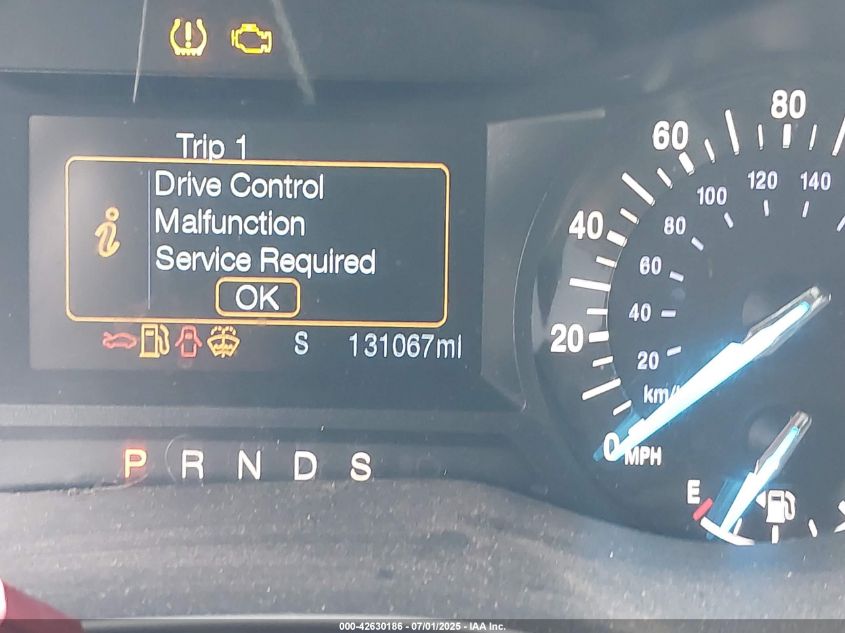 Trip 1
Drive Control
Malfunction
Service Required
OK
S 131067mi
P R N D S
80
60
40
20
0
MPH
140
120
100
80
60
40
20
E
000-42630186 - 07/01/2025 - IAA Inc.